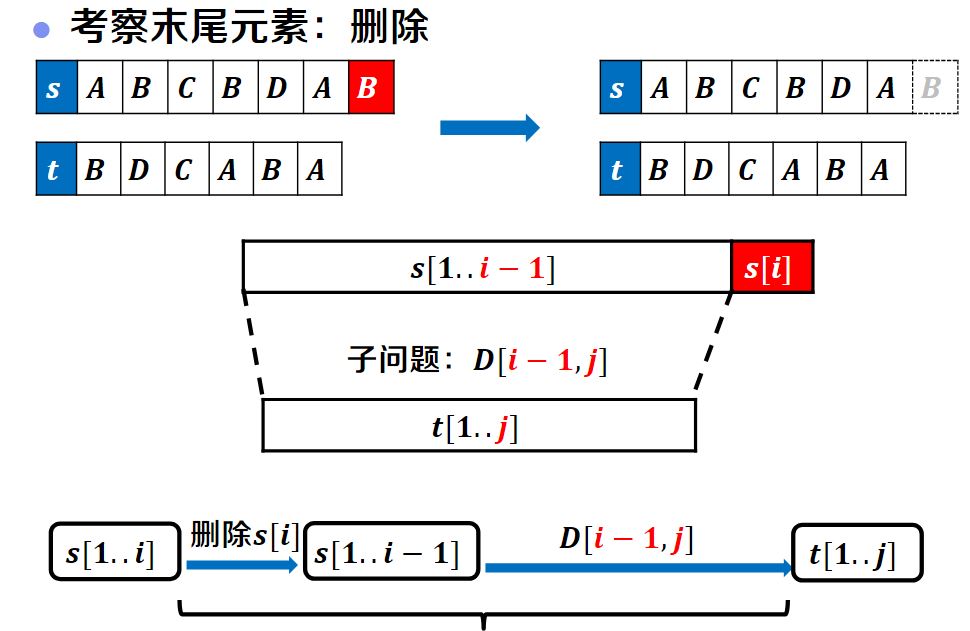 考察末尾元素：删除
s A B C B D A B
s A B C B D A B
t B D C A B A
t B D C A B A
s[1..i − 1] s[i]
子问题：D[i − 1, j]
t[1..j]
s[1..i] 删除s[i] s[1..i − 1] D[i − 1, j] t[1..j]